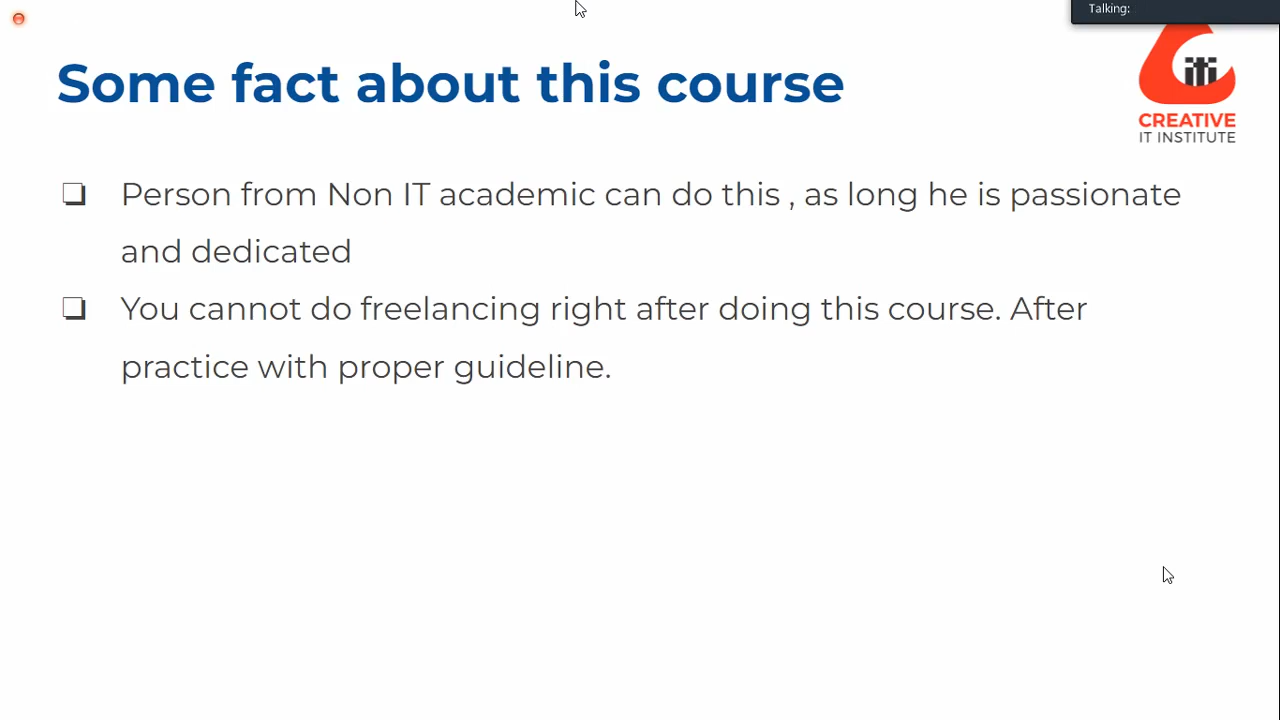 Talking:
Some fact about this course
iti
CREATIVE
IT INSTITUTE
❑ Person from Non IT academic can do this , as long he is passionate
and dedicated
❑ You cannot do freelancing right after doing this course. After
practice with proper guideline.